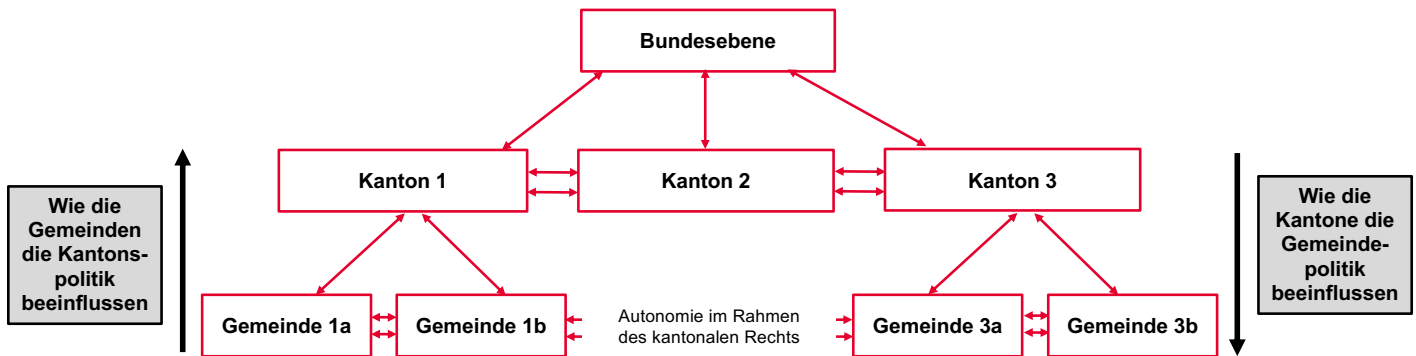 Bundesebene
Kanton 1
Kanton 2
Kanton 3
Wie die
Gemeinden
die Kantons-
politik
beeinflussen
Wie die
Kantone die
Gemeinde-
politik
beeinflussen
Gemeinde 1a
Gemeinde 1b
Autonomie im Rahmen
des kantonalen Rechts
Gemeinde 3a
Gemeinde 3b